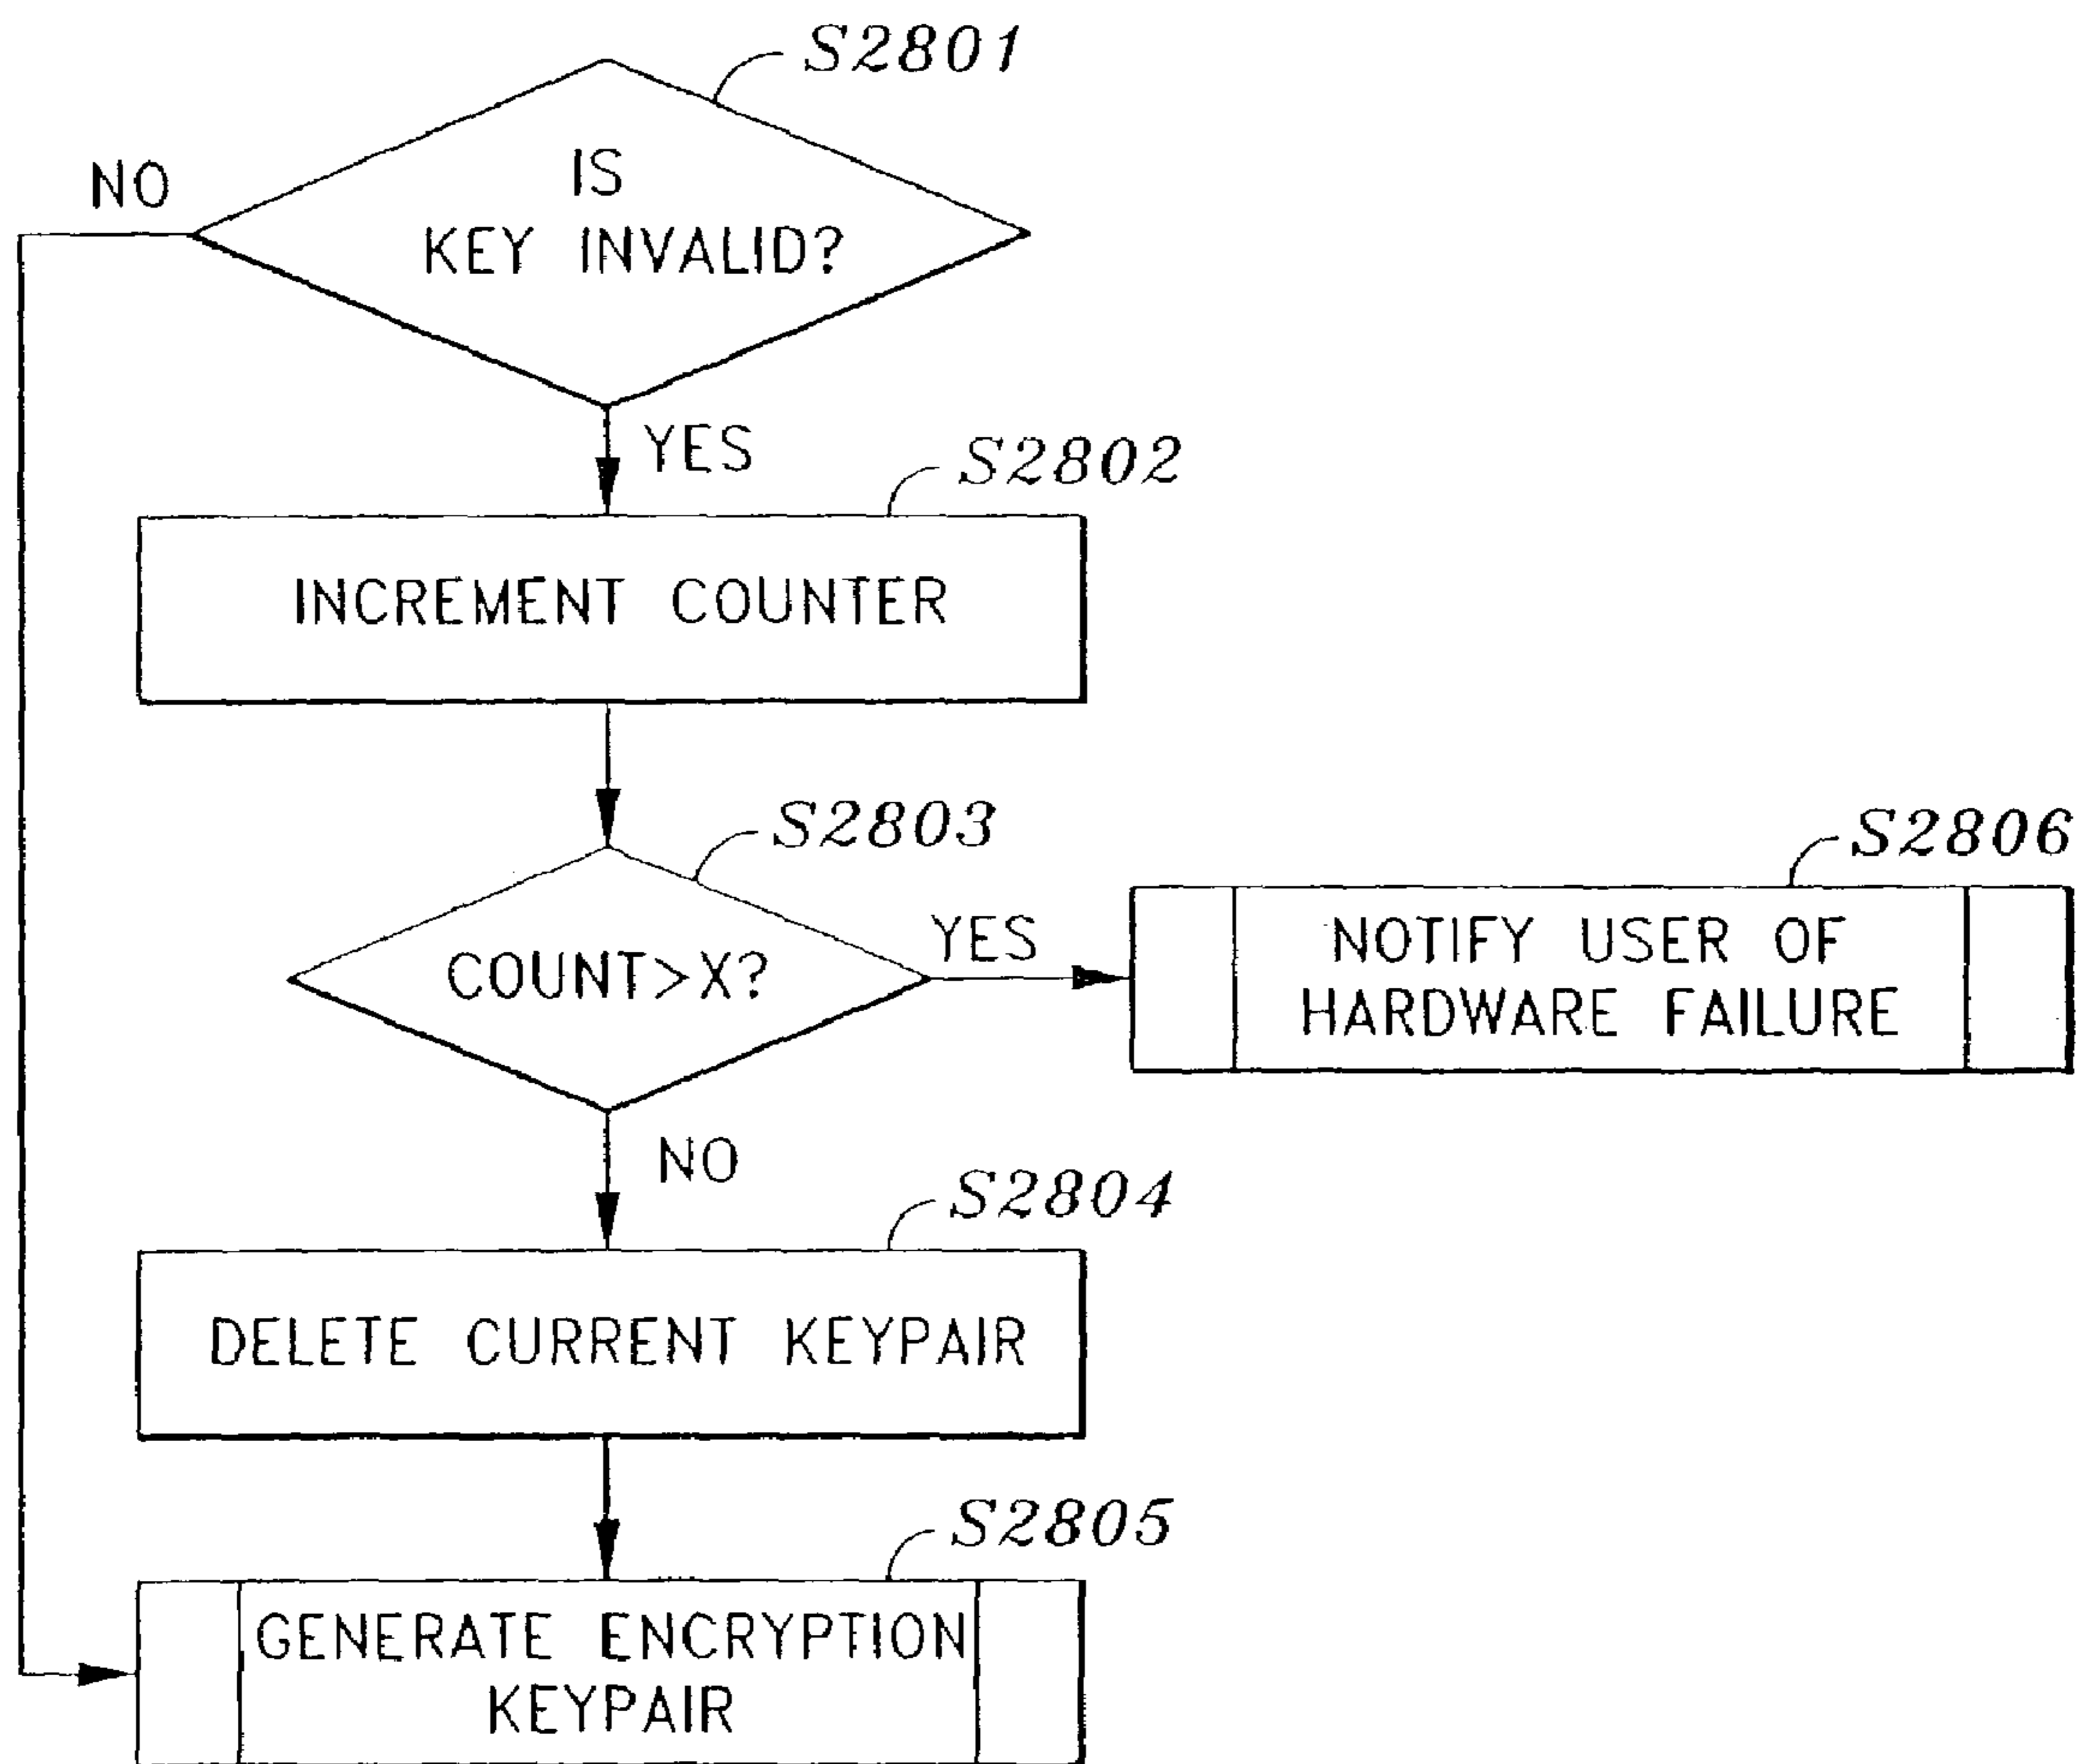 S2801
IS
KEY INVALID?
NO
YES
S2802
INCREMENT COUNTER
S2803
COUNT>X?
YES
S2806
NOTIFY USER OF
HARDWARE FAILURE
NO
S2804
DELETE CURRENT KEYPAIR
S2805
GENERATE ENCRYPTION
KEYPAIR